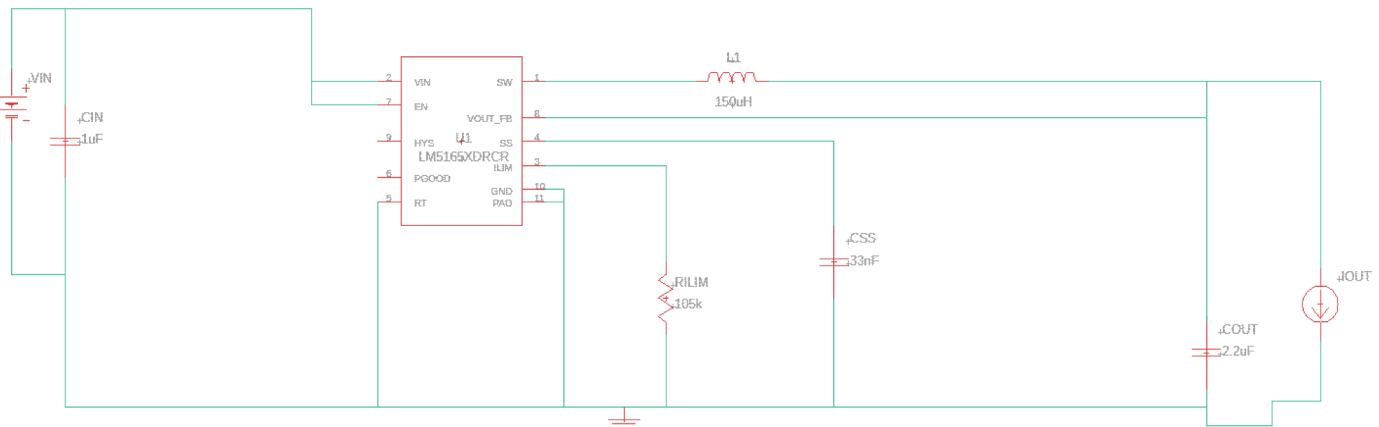 VIN
+
-
CIN
1uF
2
VIN
7
EN
9
HYS
6
PGOOD
5
RT
U1
LM5165XDRCR
SW
1
VOUT_FB
8
SS
4
ILIM
3
GND
10
PAD
11
L1
150uH
RILIM
105k
CSS
33nF
COUT
2.2uF
IOUT